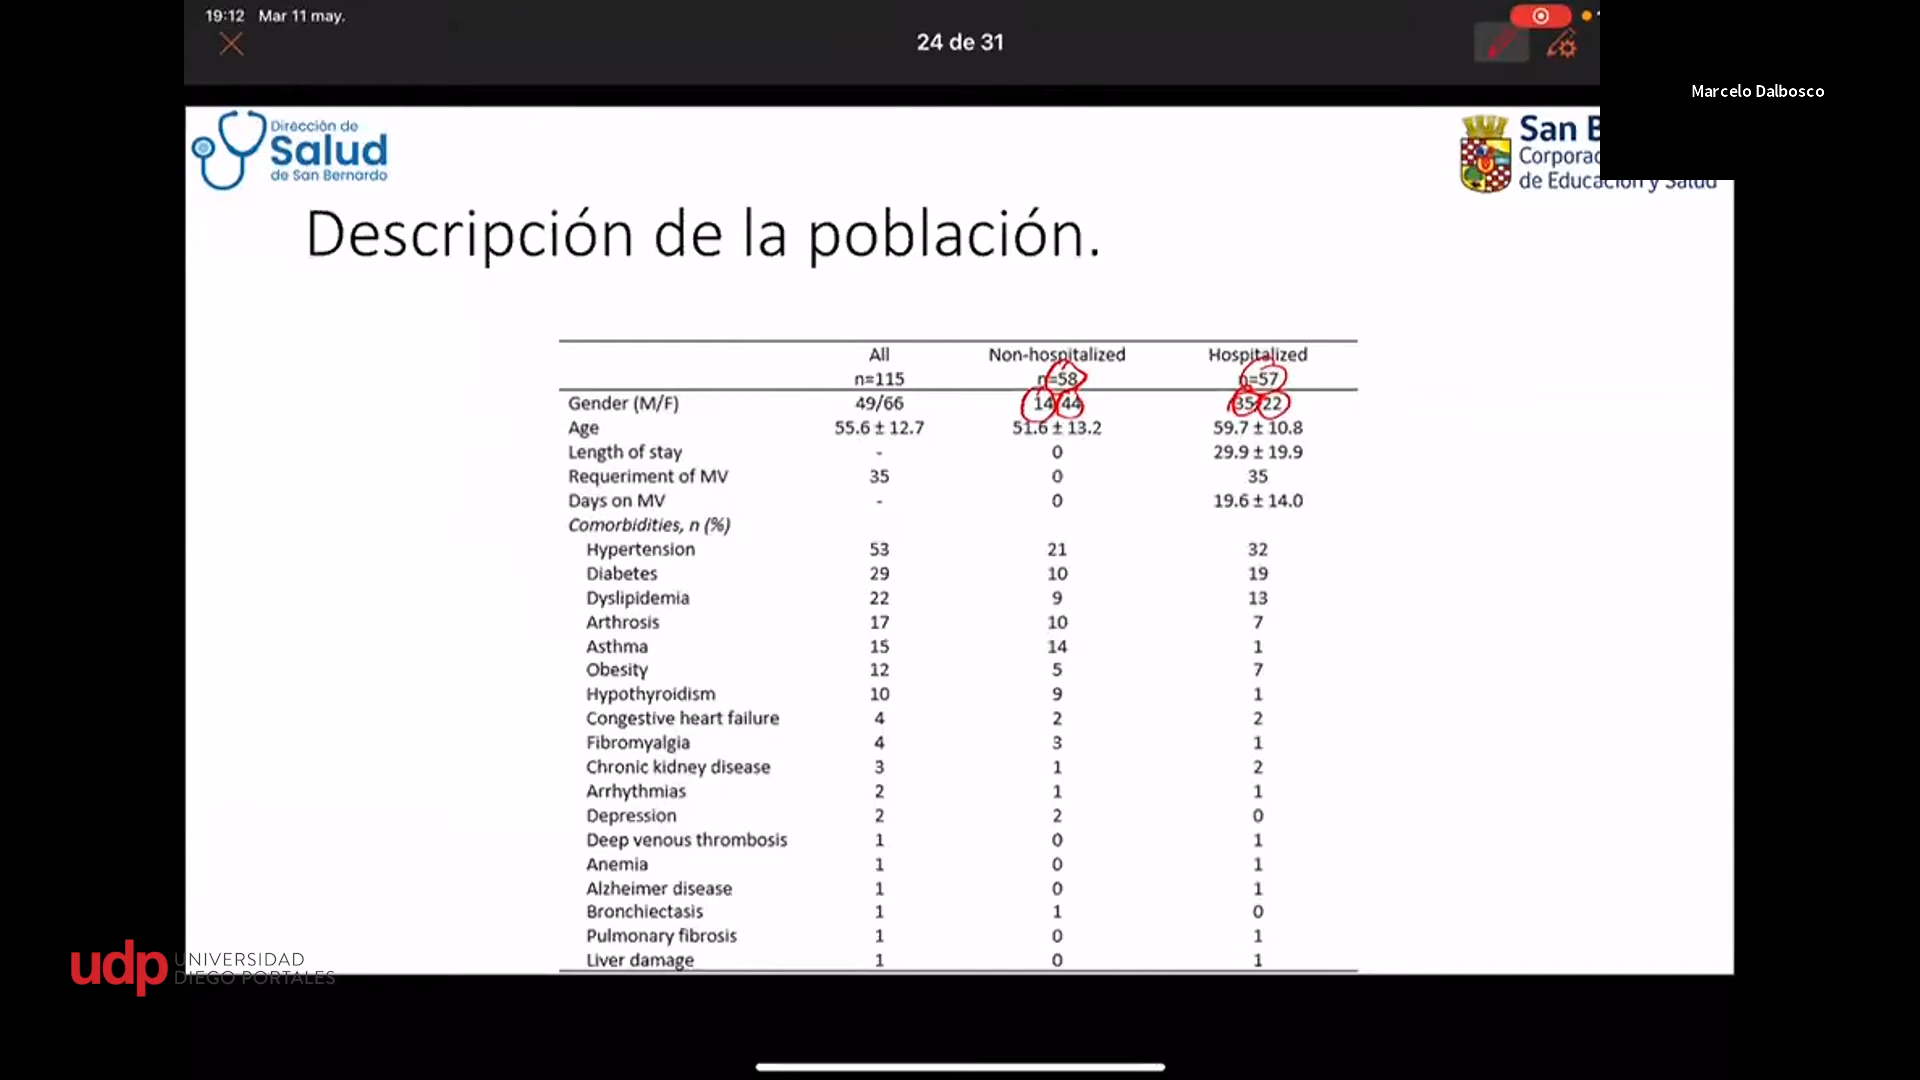 19:12 Mar 11 may.
24 de 31
Marcelo Dalbosco
Dirección de
Salud
de San Bernardo
San B
Corporac
de Educación y Salud
Descripción de la población.
All Non-hospitalized Hospitalized
n=115 n=58 n=57
Gender (M/F) 49/66 14/44 35/22
Age 55.6 ± 12.7 51.6 ± 13.2 59.7 ± 10.8
Length of stay - 0 29.9 ± 19.9
Requeriment of MV 35 0 35
Days on MV - 0 19.6 ± 14.0
Comorbidities, n (%)
Hypertension 53 21 32
Diabetes 29 10 19
Dyslipidemia 22 9 13
Arthrosis 17 10 7
Asthma 15 14 1
Obesity 12 5 7
Hypothyroidism 10 9 1
Congestive heart failure 4 2 2
Fibromyalgia 4 3 1
Chronic kidney disease 3 1 2
Arrhythmias 2 1 1
Depression 2 2 0
Deep venous thrombosis 1 0 1
Anemia 1 0 1
Alzheimer disease 1 0 1
Bronchiectasis 1 1 0
Pulmonary fibrosis 1 0 1
Liver damage 1 0 1
udp UNIVERSIDAD
DIEGO PORTALES